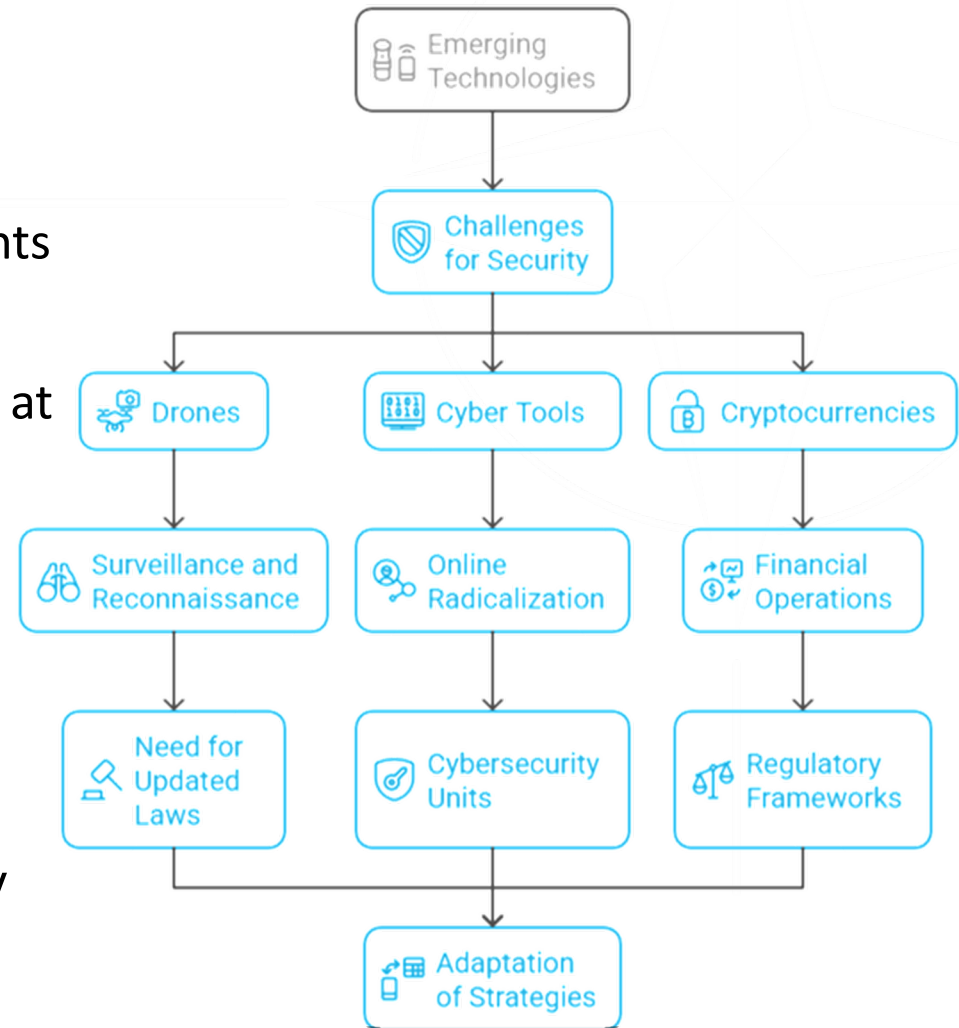 Emerging
Technologies
nts
Challenges
for Security
at
Drones
Cyber Tools
Cryptocurrencies
Surveillance and
Reconnaissance
Online
Radicalization
Financial
Operations
Need for
Updated
Laws
Cybersecurity
Units
Regulatory
Frameworks
y
Adaptation
of Strategies